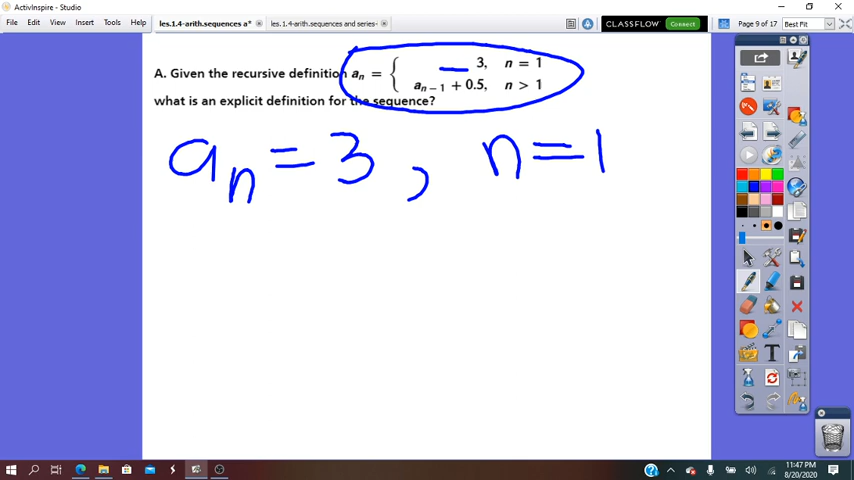 ActivInspire - Studio
File Edit View Insert Tools Help
les.1.4-arith.sequences a*
les.1.4-arith.sequences and series-
CLASSFLOW
Connect
Page 9 of 17
Best Fit
A. Given the recursive definition aₙ = { 3, n = 1
aₙ₋₁ + 0.5, n > 1
what is an explicit definition for the sequence?
aₙ = 3 , n = 1
11:47 PM
8/20/2020